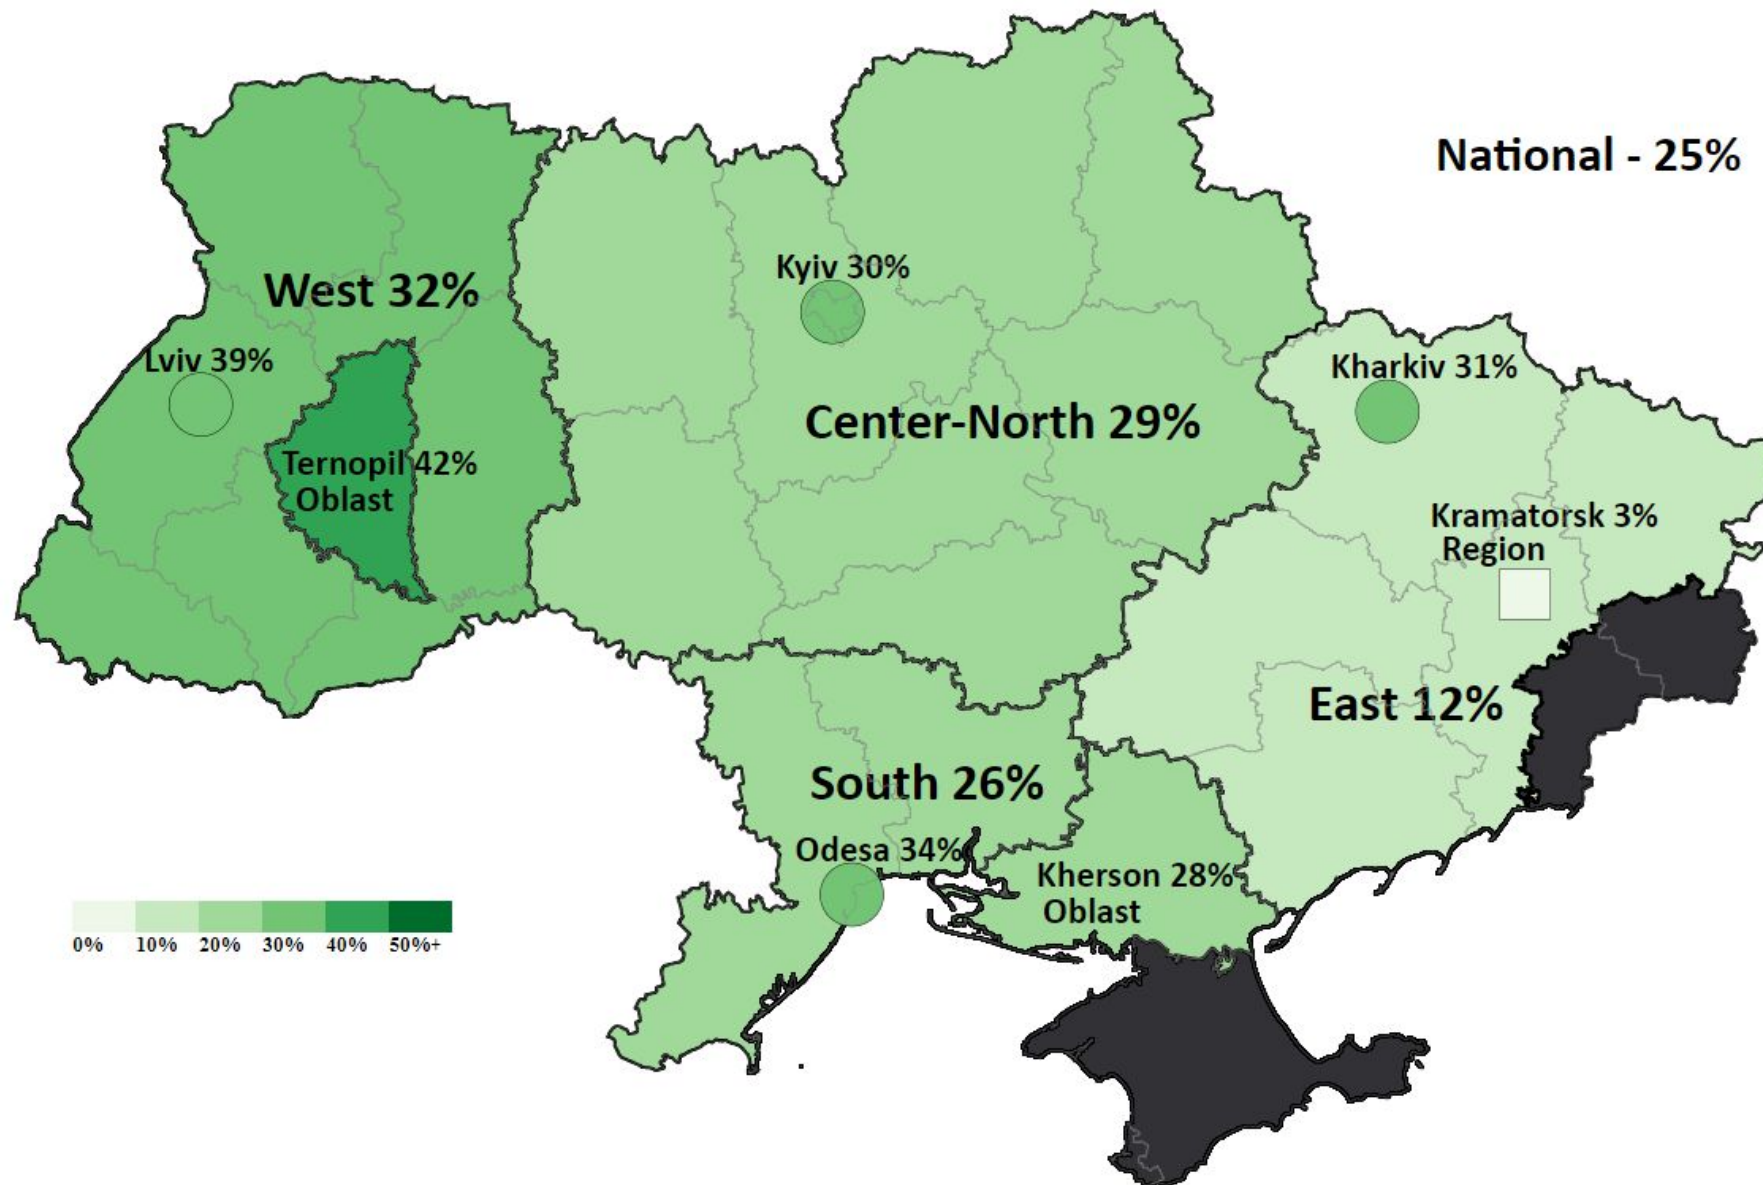 National - 25%
Kyiv 30%
West 32%
Lviv 39%
Kharkiv 31%
Center-North 29%
Ternopil 42%
Oblast
Kramatorsk 3%
Region
East 12%
South 26%
Odesa 34%
Kherson 28%
Oblast
0% 10% 20% 30% 40% 50%+